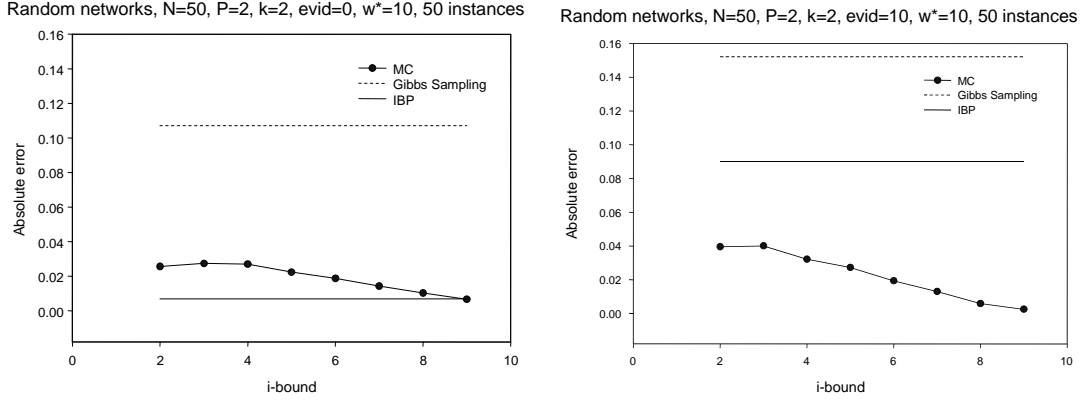 Random networks, N=50, P=2, k=2, evid=0, w*=10, 50 instances
0.16
0.14
0.12
0.10
0.08
0.06
0.04
0.02
0.00
Absolute error
MC
Gibbs Sampling
IBP
0
2
4
6
8
10
i-bound
Random networks, N=50, P=2, k=2, evid=10, w*=10, 50 instances
0.16
0.14
0.12
0.10
0.08
0.06
0.04
0.02
0.00
Absolute error
MC
Gibbs Sampling
IBP
0
2
4
6
8
10
i-bound